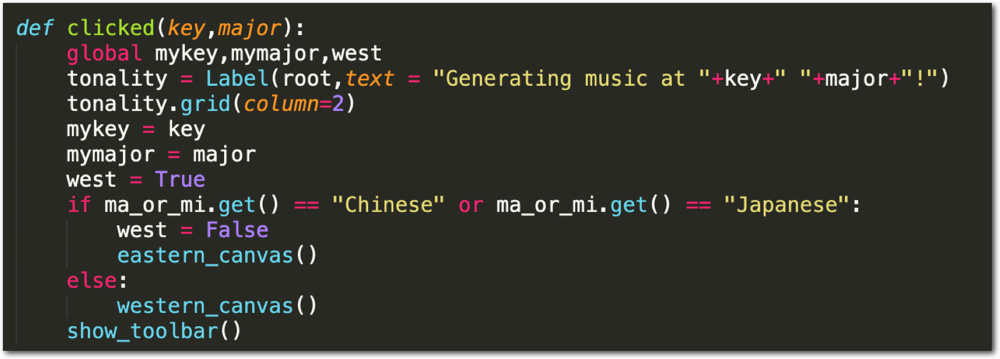 def clicked(key,major):
    global mykey,mymajor,west
    tonality = Label(root,text = "Generating music at "+key+" "+major+"!")
    tonality.grid(column=2)
    mykey = key
    mymajor = major
    west = True
    if ma_or_mi.get() == "Chinese" or ma_or_mi.get() == "Japanese":
        west = False
        eastern_canvas()
    else:
        western_canvas()
    show_toolbar()